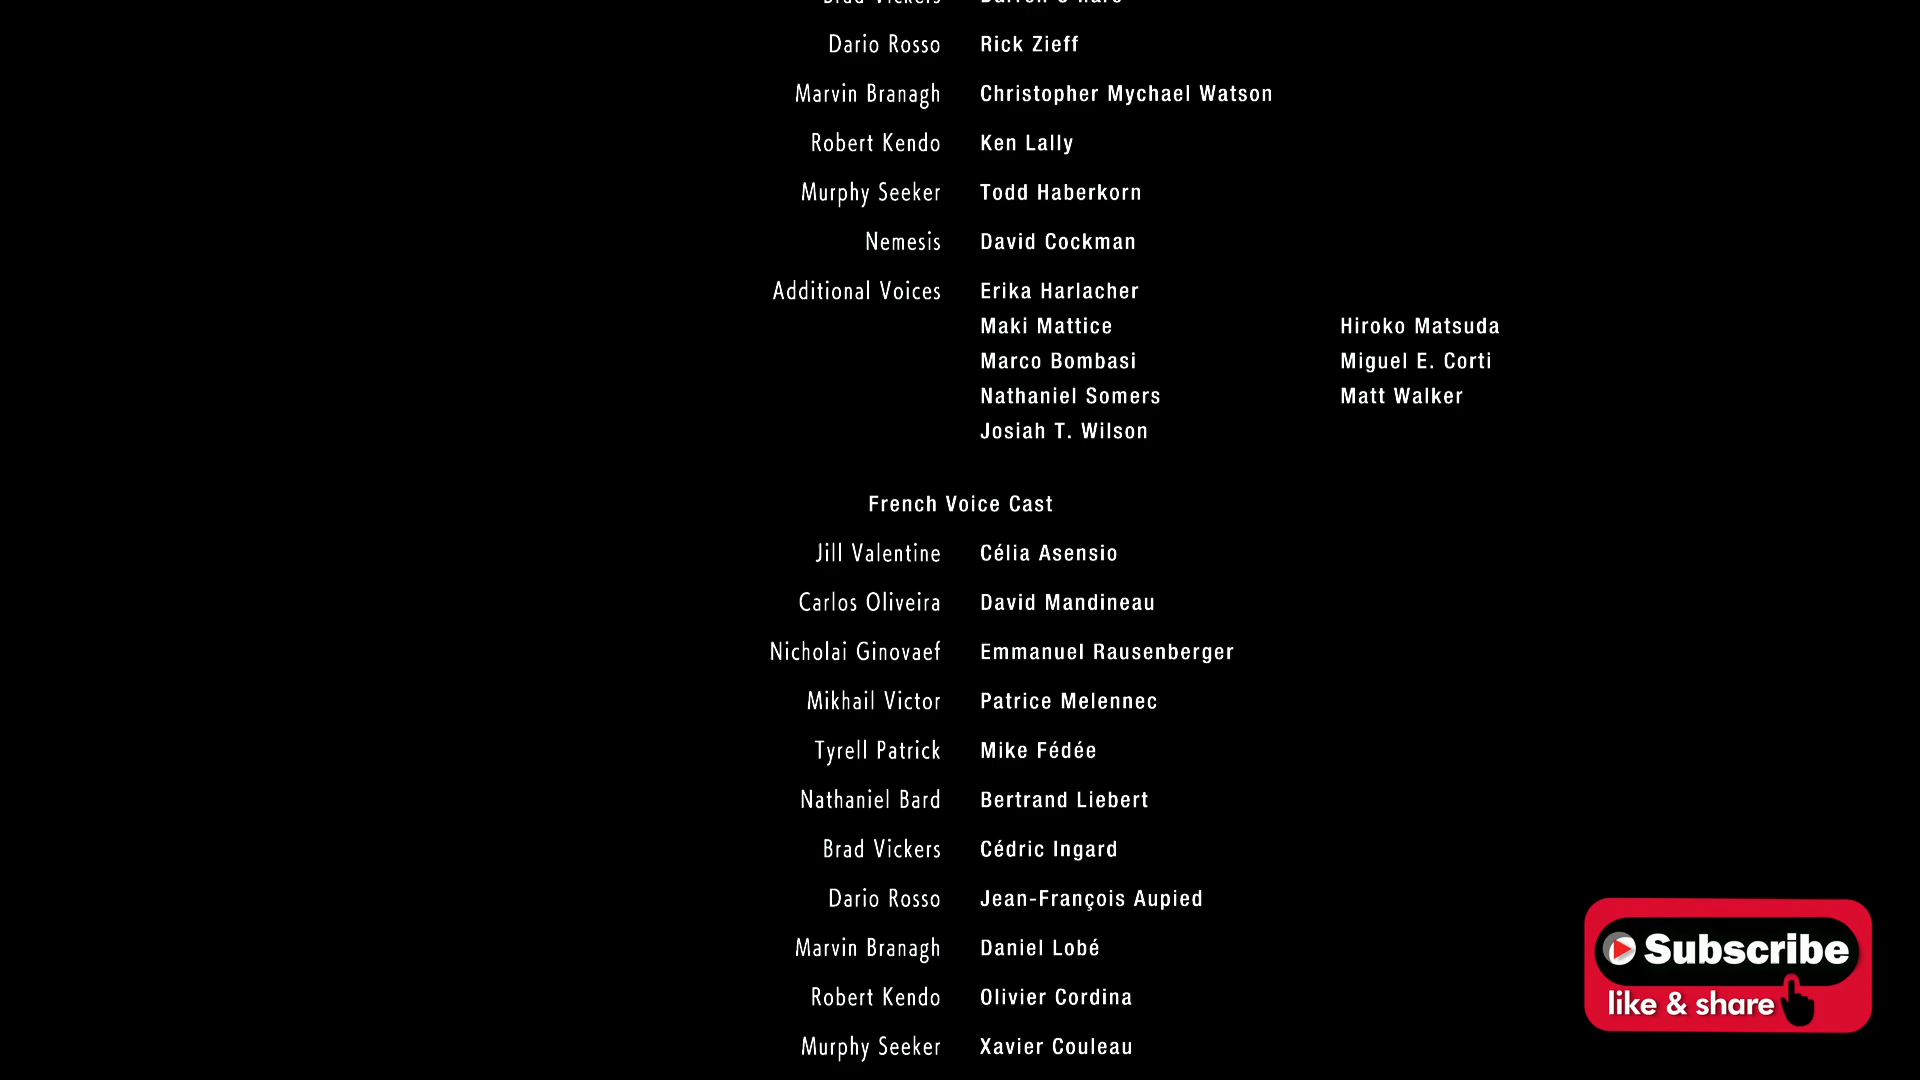 Brad Vickers
Dario Rosso Rick Zieff
Marvin Branagh Christopher Mychael Watson
Robert Kendo Ken Lally
Murphy Seeker Todd Haberkorn
Nemesis David Cockman
Additional Voices Erika Harlacher
Maki Mattice Hiroko Matsuda
Marco Bombasi Miguel E. Corti
Nathaniel Somers Matt Walker
Josiah T. Wilson
French Voice Cast
Jill Valentine Célia Asensio
Carlos Oliveira David Mandineau
Nicholai Ginovaef Emmanuel Rausenberger
Mikhail Victor Patrice Melennec
Tyrell Patrick Mike Fédée
Nathaniel Bard Bertrand Liebert
Brad Vickers Cédric Ingard
Dario Rosso Jean-François Aupied
Marvin Branagh Daniel Lobé
Robert Kendo Olivier Cordina
Murphy Seeker Xavier Couleau
Subscribe
like & share